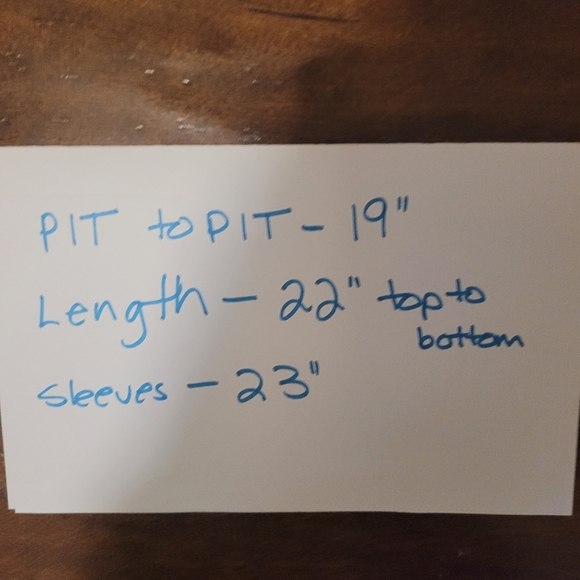 PIT to PIT - 19"
Length - 22" top to
bottom
Sleeves - 23"